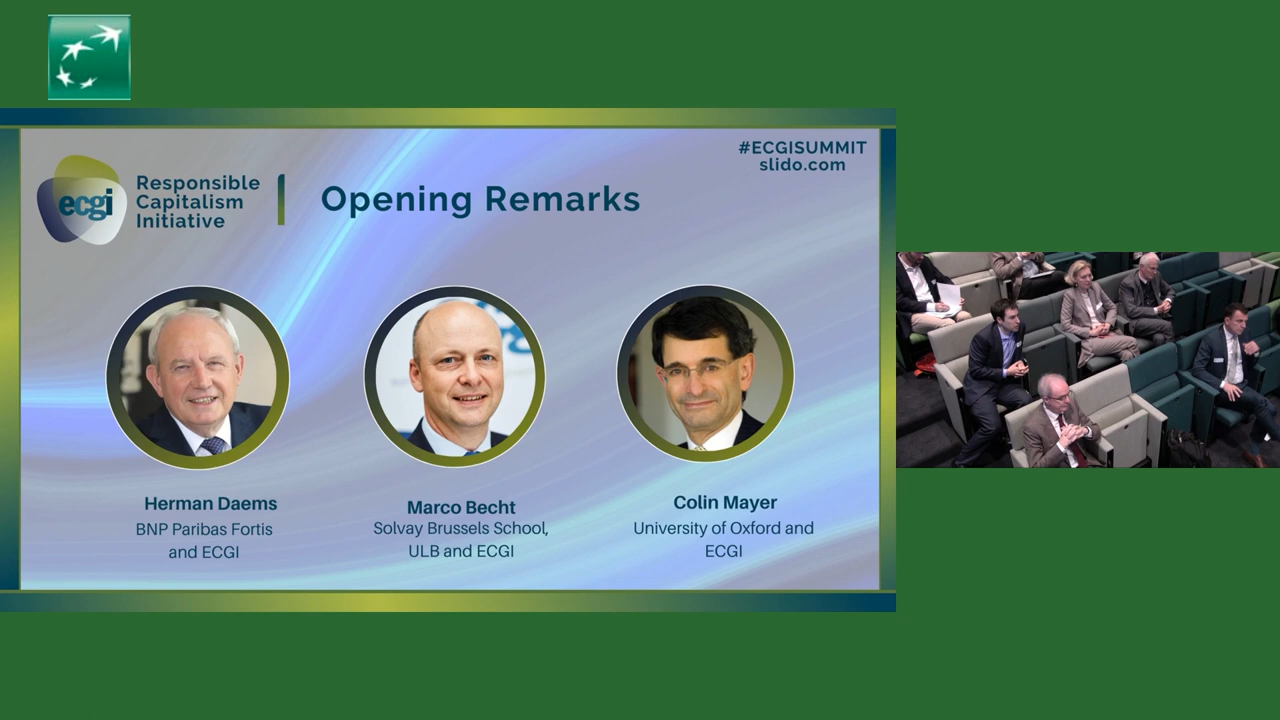 #ECGISUMMIT
slido.com
ecgi
Responsible
Capitalism
Initiative
Opening Remarks
Herman Daems
BNP Paribas Fortis
and ECGI
Marco Becht
Solvay Brussels School,
ULB and ECGI
Colin Mayer
University of Oxford and
ECGI